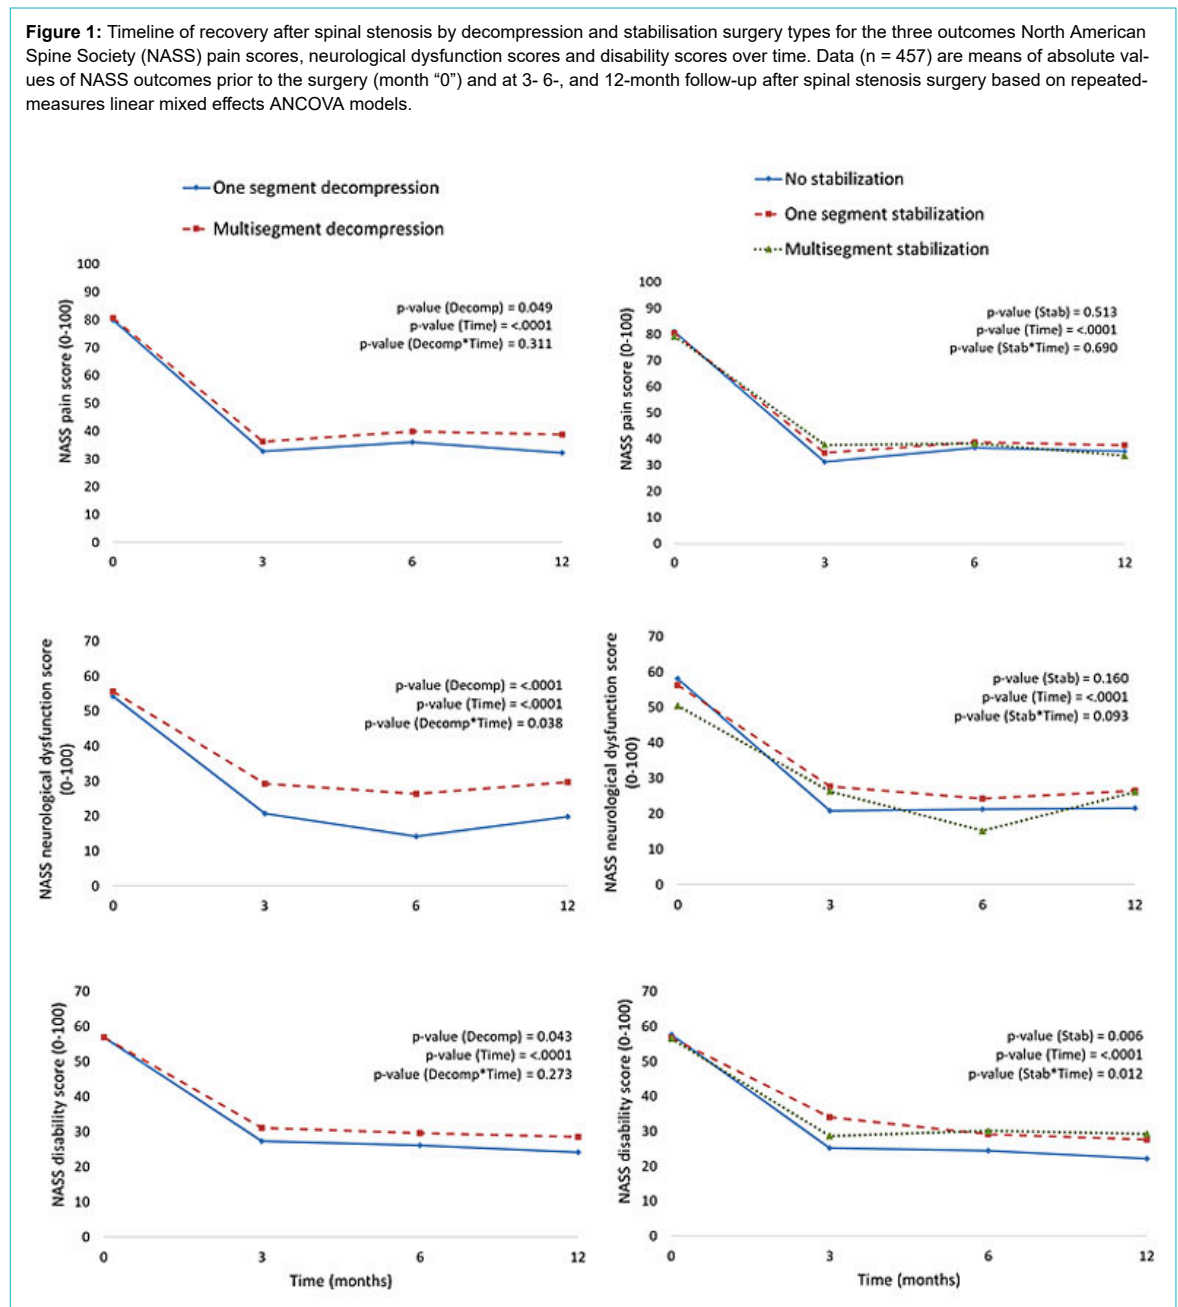 Figure 1: Timeline of recovery after spinal stenosis by decompression and stabilisation surgery types for the three outcomes North American
Spine Society (NASS) pain scores, neurological dysfunction scores and disability scores over time. Data (n = 457) are means of absolute val-
ues of NASS outcomes prior to the surgery (month “0”) and at 3- 6-, and 12-month follow-up after spinal stenosis surgery based on repeated-
measures linear mixed effects ANCOVA models.
One segment decompression
Multisegment decompression
NASS pain score (0-100)
100
90
80
70
60
50
40
30
20
10
0
p-value (Decomp) = 0.049
p-value (Time) = <.0001
p-value (Decomp*Time) = 0.311
0 3 6 12
No stabilization
One segment stabilization
Multisegment stabilization
NASS pain score (0-100)
100
90
80
70
60
50
40
30
20
10
0
p-value (Stab) = 0.513
p-value (Time) = <.0001
p-value (Stab*Time) = 0.690
0 3 6 12
NASS neurological dysfunction score
(0-100)
70
60
50
40
30
20
10
0
p-value (Decomp) = <.0001
p-value (Time) = <.0001
p-value (Decomp*Time) = 0.038
0 3 6 12
NASS neurological dysfunction score
(0-100)
70
60
50
40
30
20
10
0
p-value (Stab) = 0.160
p-value (Time) = <.0001
p-value (Stab*Time) = 0.093
0 3 6 12
NASS disability score (0-100)
70
60
50
40
30
20
10
0
p-value (Decomp) = 0.043
p-value (Time) = <.0001
p-value (Decomp*Time) = 0.273
0 3 6 12
Time (months)
NASS disability score (0-100)
70
60
50
40
30
20
10
0
p-value (Stab) = 0.006
p-value (Time) = <.0001
p-value (Stab*Time) = 0.012
0 3 6 12
Time (months)